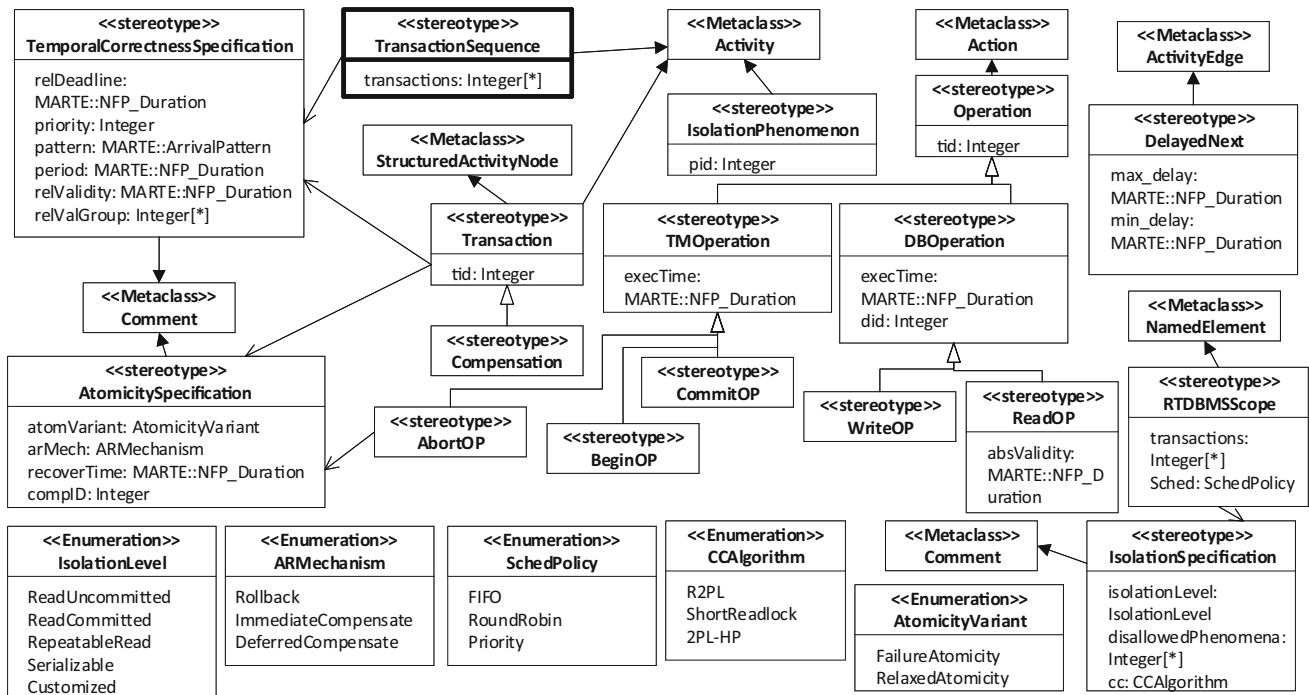 <<stereotype>>
TemporalCorrectnessSpecification
relDeadline:
MARTE::NFP_Duration
priority: Integer
pattern: MARTE::ArrivalPattern
period: MARTE::NFP_Duration
relValidity: MARTE::NFP_Duration
relValGroup: Integer[*]
<<stereotype>>
TransactionSequence
transactions: Integer[*]
<<Metaclass>>
Activity
<<Metaclass>>
Action
<<Metaclass>>
ActivityEdge
<<stereotype>>
IsolationPhenomenon
pid: Integer
<<stereotype>>
Operation
tid: Integer
<<stereotype>>
DelayedNext
max_delay:
MARTE::NFP_Duration
min_delay:
MARTE::NFP_Duration
<<Metaclass>>
StructuredActivityNode
<<stereotype>>
Transaction
tid: Integer
<<stereotype>>
TMOperation
execTime:
MARTE::NFP_Duration
<<stereotype>>
DBOperation
execTime:
MARTE::NFP_Duration
did: Integer
<<Metaclass>>
Comment
<<stereotype>>
Compensation
<<Metaclass>>
NamedElement
<<stereotype>>
AtomicitySpecification
atomVariant: AtomicityVariant
arMech: ARMechanism
recoverTime: MARTE::NFP_Duration
compID: Integer
<<stereotype>>
AbortOP
<<stereotype>>
BeginOP
<<stereotype>>
CommitOP
<<stereotype>>
WriteOP
<<stereotype>>
ReadOP
absValidity:
MARTE::NFP_D
uration
<<stereotype>>
RTDBMSScope
transactions:
Integer[*]
Sched: SchedPolicy
<<Enumeration>>
IsolationLevel
ReadUncommitted
ReadCommitted
RepeatableRead
Serializable
Customized
<<Enumeration>>
ARMechanism
Rollback
ImmediateCompensate
DeferredCompensate
<<Enumeration>>
SchedPolicy
FIFO
RoundRobin
Priority
<<Enumeration>>
CCAlgorithm
R2PL
ShortReadlock
2PL-HP
<<Metaclass>>
Comment
<<Enumeration>>
AtomicityVariant
FailureAtomicity
RelaxedAtomicity
<<stereotype>>
IsolationSpecification
isolationLevel:
IsolationLevel
disallowedPhenomena:
Integer[*]
cc: CCAlgorithm